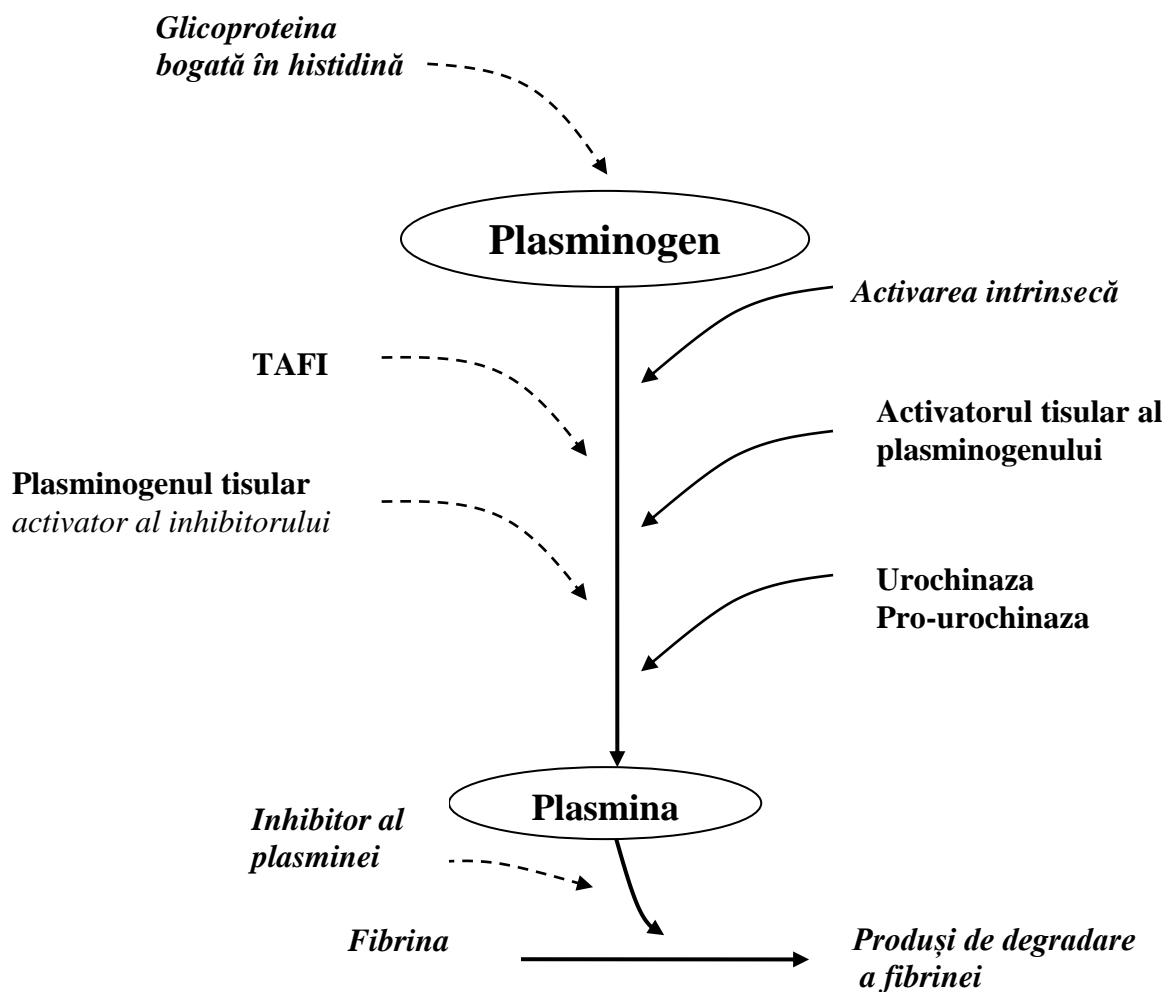 Glicoproteina
bogată în histidină
Plasminogen
Activarea intrinsecă
TAFI
Activatorul tisular al
plasminogenului
Plasminogenul tisular
activator al inhibitorului
Urochinaza
Pro-urochinaza
Plasmina
Inhibitor al
plasminei
Fibrina
Produși de degradare
a fibrinei